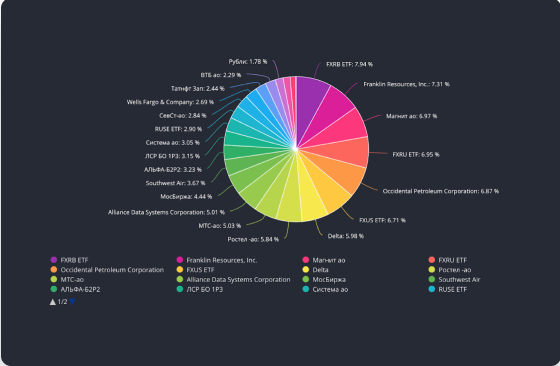 Рубли: 1.78 %
FXRB ETF: 7.94 %
ВТБ ао: 2.29 %
Franklin Resources, Inc.: 7.31 %
Татнфт 3ап: 2.44 %
Wells Fargo & Company: 2.69 %
Магнит ао: 6.97 %
СевСт-ао: 2.84 %
RUSE ETF: 2.90 %
Система ао: 3.05 %
ЛСР БО 1Р3: 3.15 %
FXRU ETF: 6.95 %
АЛЬФА-Б2Р2: 3.23 %
Southwest Air: 3.67 %
Occidental Petroleum Corporation: 6.87 %
МосБиржа: 4.44 %
Alliance Data Systems Corporation: 5.01 %
FXUS ETF: 6.71 %
МТС-ао: 5.03 %
Delta: 5.98 %
Ростел -ао: 5.84 %
FXRB ETF Franklin Resources, Inc. Магнит ао FXRU ETF
Occidental Petroleum Corporation FXUS ETF Delta Ростел -ао
МТС-ао Alliance Data Systems Corporation МосБиржа Southwest Air
АЛЬФА-Б2Р2 ЛСР БО 1Р3 Система ао RUSE ETF
1/2